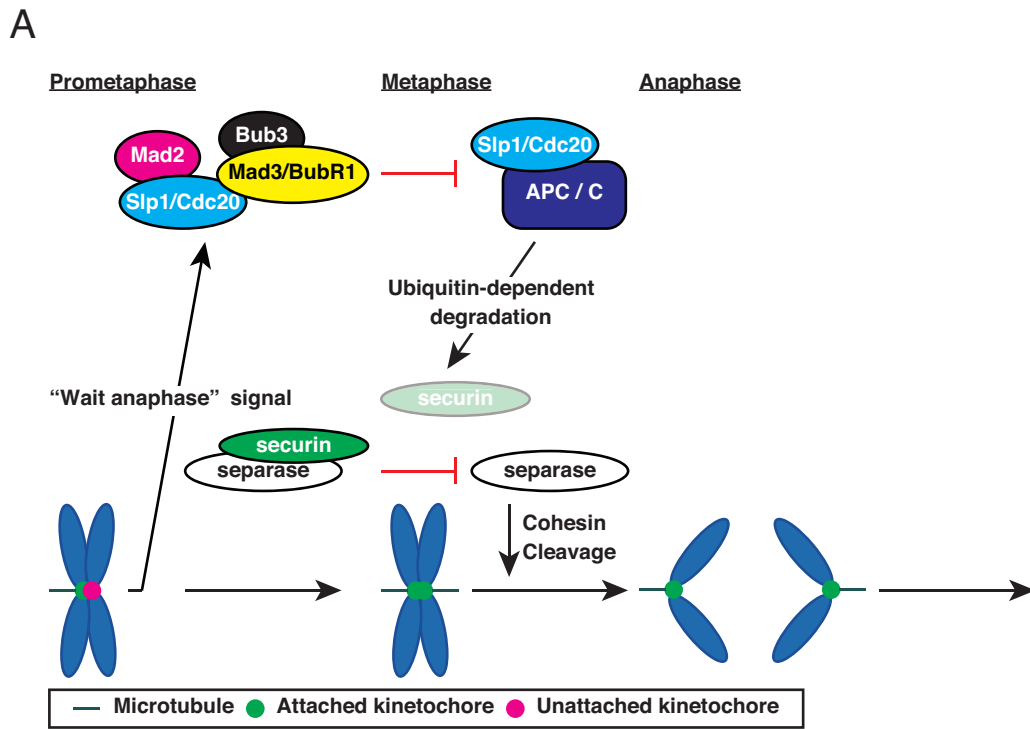 A
Prometaphase
Metaphase
Anaphase
Bub3
Mad2
Mad3/BubR1
Slp1/Cdc20
Slp1/Cdc20
APC / C
Ubiquitin-dependent
degradation
"Wait anaphase" signal
securin
securin
separase
separase
Cohesin
Cleavage
Microtubule Attached kinetochore Unattached kinetochore